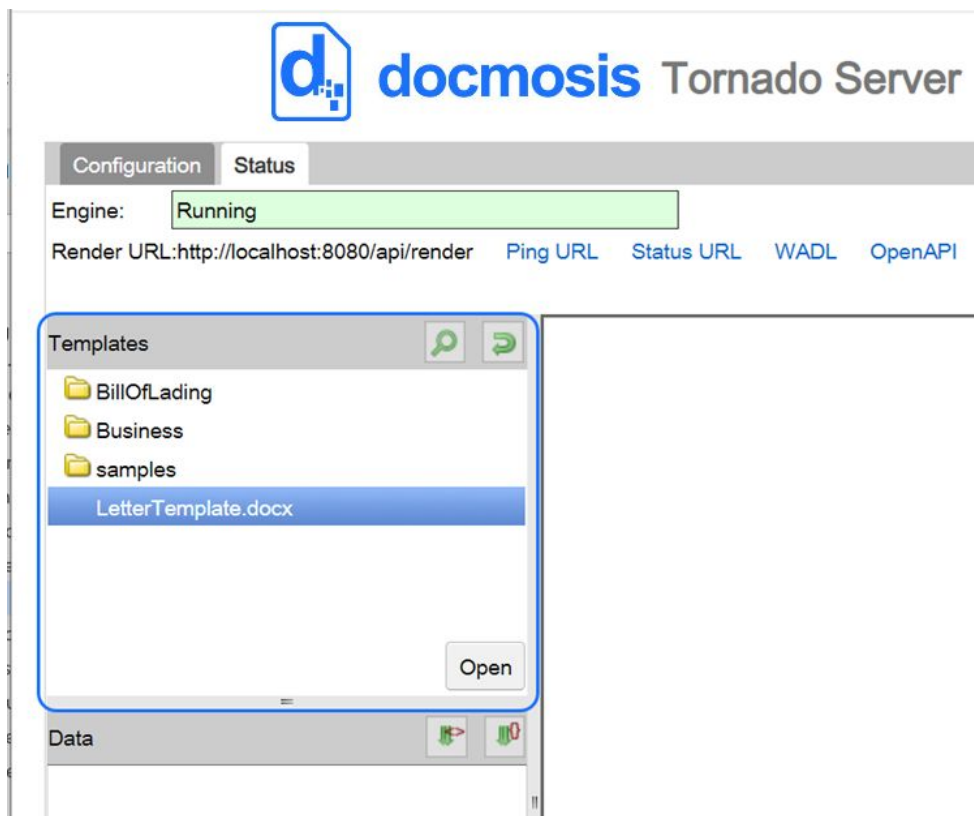 docmosis Tornado Server
Configuration Status
Engine: Running
Render URL:http://localhost:8080/api/render Ping URL Status URL WADL OpenAPI
Templates
BillOfLading
Business
samples
LetterTemplate.docx
Open
Data